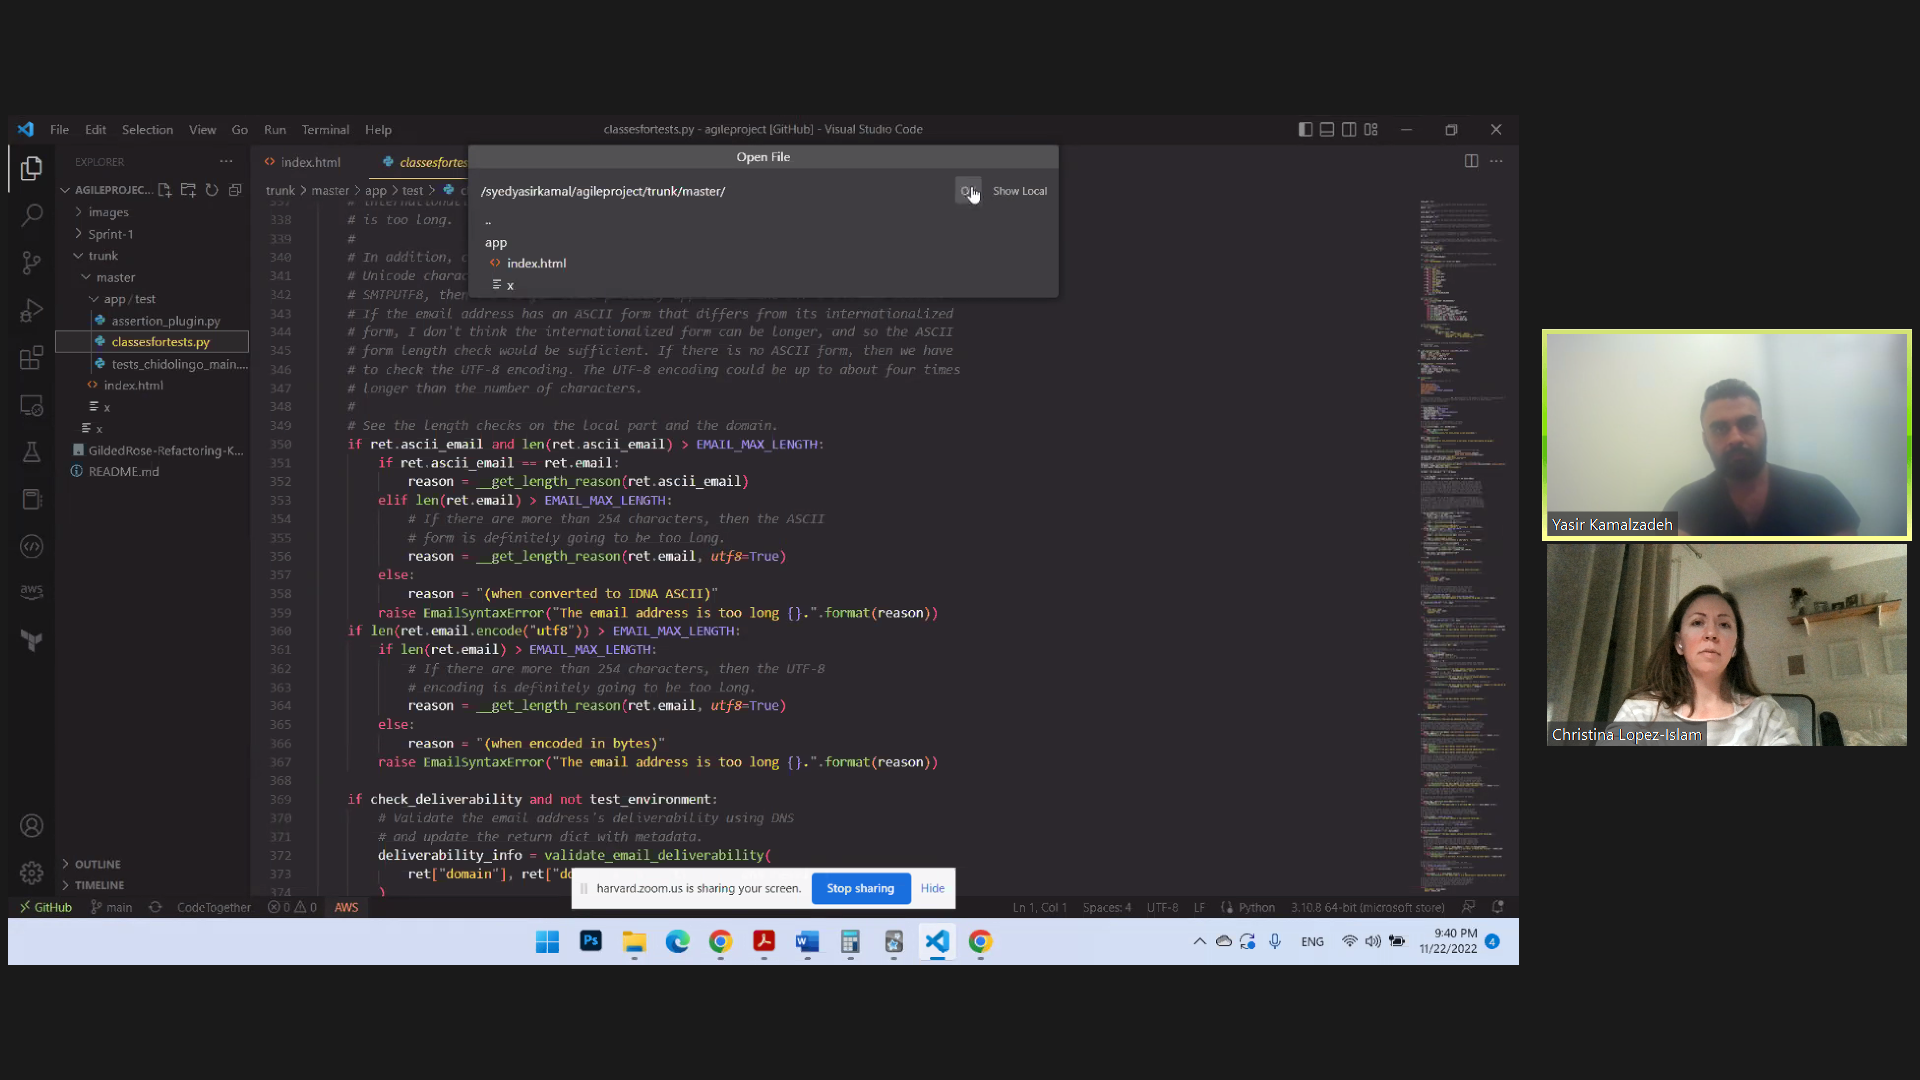 File Edit Selection View Go Run Terminal Help
classesfortests.py - agileproject [GitHub] - Visual Studio Code
EXPLORER
AGILEPROJEC...
images
Sprint-1
trunk
master
app / test
assertion_plugin.py
classesfortests.py
tests_chidolingo_main....
index.html
x
x
GildedRose-Refactoring-K...
README.md
OUTLINE
TIMELINE
aws
index.html
classesfortes
trunk > master > app > test >
Open File
/syedyasirkamal/agileproject/trunk/master/
Show Local
..
app
index.html
x
338 # is too long.
339 #
340 # In addition,
341 # Unicode charac
342 # SMTPUTF8, then
343 # If the email address has an ASCII form that differs from its internationalized
344 # form, I don't think the internationalized form can be longer, and so the ASCII
345 # form length check would be sufficient. If there is no ASCII form, then we have
346 # to check the UTF-8 encoding. The UTF-8 encoding could be up to about four times
347 # longer than the number of characters.
348 #
349 # See the length checks on the local part and the domain.
350 if ret.ascii_email and len(ret.ascii_email) > EMAIL_MAX_LENGTH:
351 if ret.ascii_email == ret.email:
352 reason = __get_length_reason(ret.ascii_email)
353 elif len(ret.email) > EMAIL_MAX_LENGTH:
354 # If there are more than 254 characters, then the ASCII
355 # form is definitely going to be too long.
356 reason = __get_length_reason(ret.email, utf8=True)
357 else:
358 reason = "(when converted to IDNA ASCII)"
359 raise EmailSyntaxError("The email address is too long {}.".format(reason))
360 if len(ret.email.encode("utf8")) > EMAIL_MAX_LENGTH:
361 if len(ret.email) > EMAIL_MAX_LENGTH:
362 # If there are more than 254 characters, then the UTF-8
363 # encoding is definitely going to be too long.
364 reason = __get_length_reason(ret.email, utf8=True)
365 else:
366 reason = "(when encoded in bytes)"
367 raise EmailSyntaxError("The email address is too long {}.".format(reason))
368
369 if check_deliverability and not test_environment:
370 # Validate the email address's deliverability using DNS
371 # and update the return dict with metadata.
372 deliverability_info = validate_email_deliverability(
373 ret["domain"], ret["do
374 )
harvard.zoom.us is sharing your screen. Stop sharing Hide
GitHub main CodeTogether 0 0 AWS
Ln 1, Col 1 Spaces: 4 UTF-8 LF Python 3.10.8 64-bit (microsoft store)
Ps
ENG
9:40 PM
11/22/2022
4
Yasir Kamalzadeh
Christina Lopez-Islam